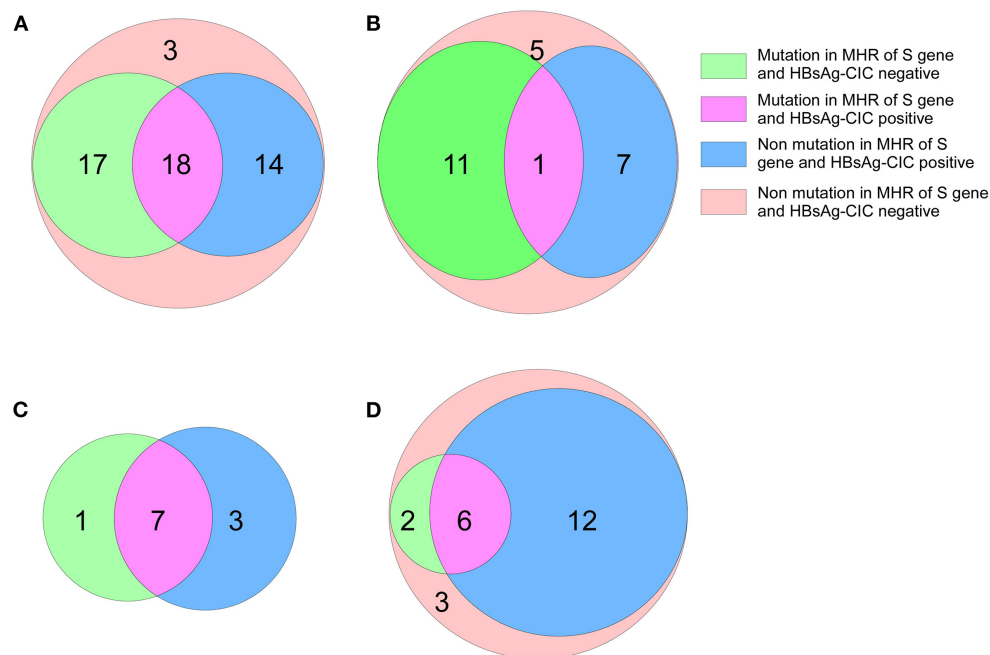 A
3
17
18
14
B
5
11
1
7
Mutation in MHR of S gene
and HBsAg-CIC negative
Mutation in MHR of S gene
and HBsAg-CIC positive
Non mutation in MHR of S
gene and HBsAg-CIC positive
Non mutation in MHR of S gene
and HBsAg-CIC negative
C
1
7
3
D
2
6
12
3